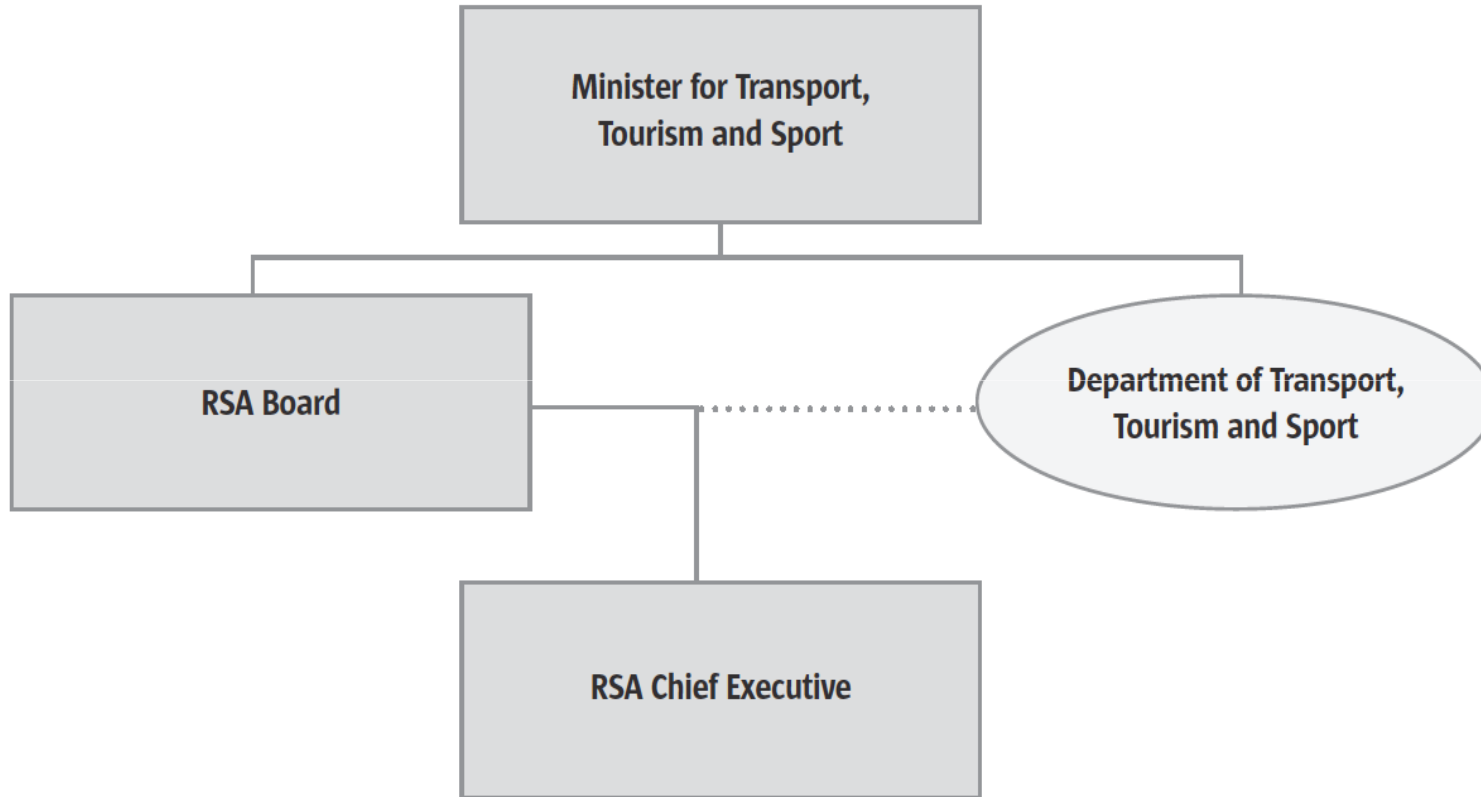 Minister for Transport,
Tourism and Sport
RSA Board
Department of Transport,
Tourism and Sport
RSA Chief Executive